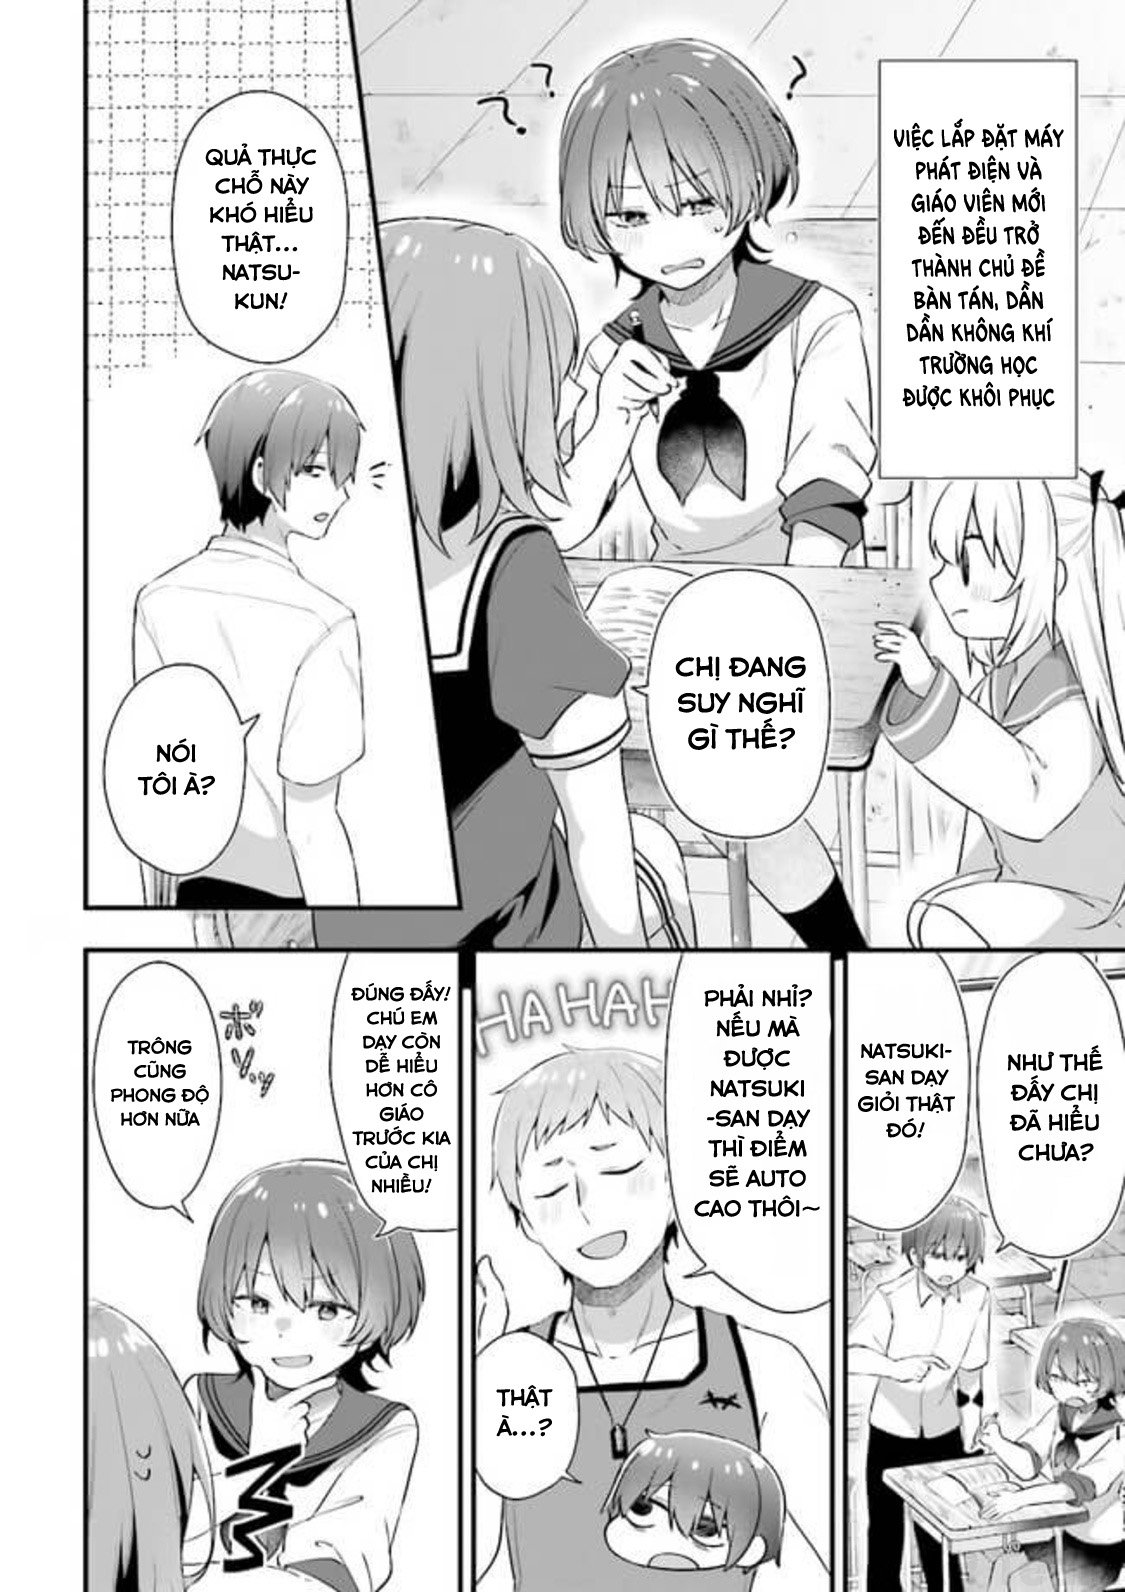 VIỆC LẮP ĐẶT MÁY
PHÁT ĐIỆN VÀ
GIÁO VIÊN MỚI
ĐẾN ĐỀU TRỞ
THÀNH CHỦ ĐỀ
BÀN TÁN, DẦN
DẦN KHÔNG KHÍ
TRƯỜNG HỌC
ĐƯỢC KHÔI PHỤC
?
?
CHỊ ĐANG
SUY NGHĨ
GÌ THẾ?
QUẢ THỰC
CHỖ NÀY
KHÓ HIỂU
THẬT...
NATSU-
KUN!
NÓI
TÔI À?
NHƯ THẾ
ĐẤY CHỊ
ĐÃ HIỂU
CHƯA?
NATSUKI-
SAN DẠY
GIỎI THẬT
ĐÓ!
PHẢI NHỈ?
NẾU MÀ
ĐƯỢC
NATSUKI
-SAN DẠY
THÌ ĐIỂM
SẼ AUTO
CAO THÔI~
HAHAH
THẬT
À...?
ĐÚNG ĐẤY!
CHÚ EM
DẠY CÒN
DỄ HIỂU
HƠN CÔ
GIÁO
TRƯỚC KIA
CỦA CHỊ
NHIỀU!
ボソッ
TRÔNG
CŨNG
PHONG ĐỘ
HƠN NỮA